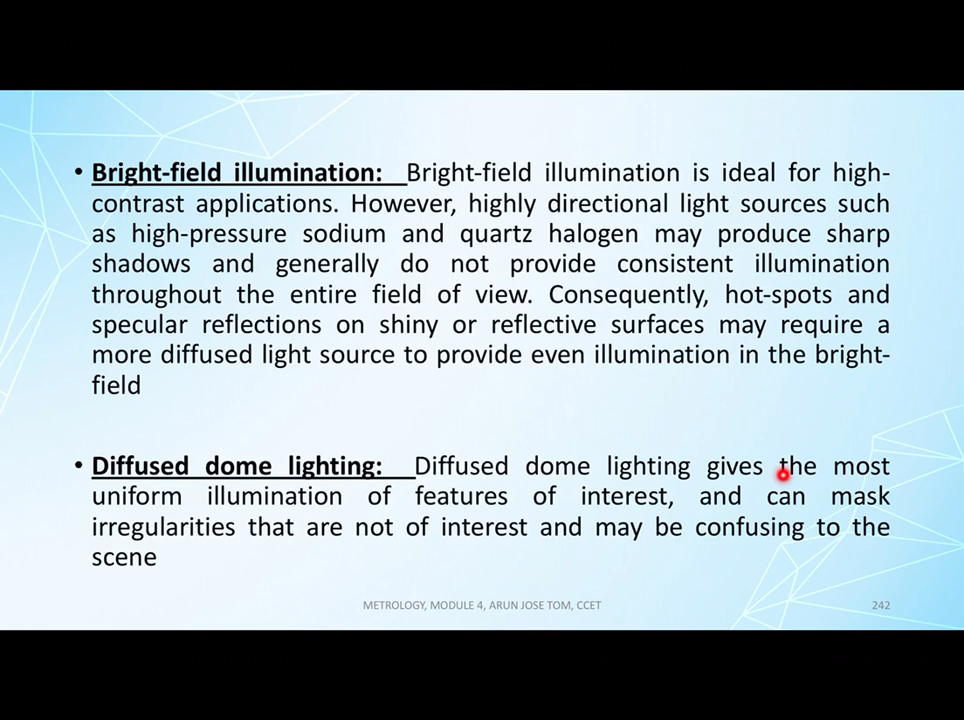 • Bright-field illumination: Bright-field illumination is ideal for high-
contrast applications. However, highly directional light sources such
as high-pressure sodium and quartz halogen may produce sharp
shadows and generally do not provide consistent illumination
throughout the entire field of view. Consequently, hot-spots and
specular reflections on shiny or reflective surfaces may require a
more diffused light source to provide even illumination in the bright-
field
• Diffused dome lighting: Diffused dome lighting gives the most
uniform illumination of features of interest, and can mask
irregularities that are not of interest and may be confusing to the
scene
METROLOGY, MODULE 4, ARUN JOSE TOM, CCET 242